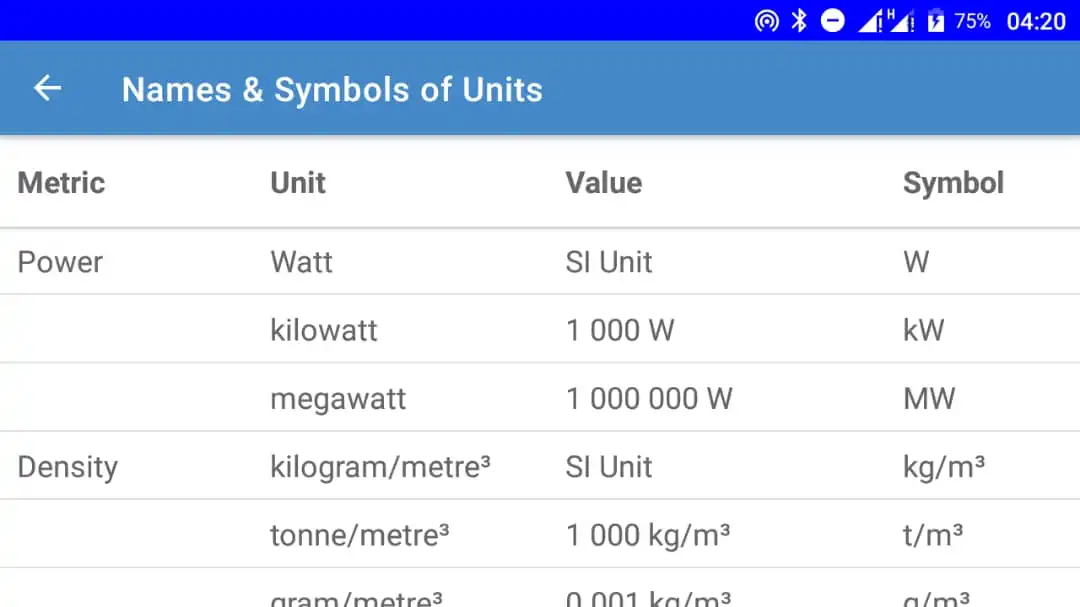 H 75% 04:20
Names & Symbols of Units
Metric Unit Value Symbol
Power Watt SI Unit W
kilowatt 1 000 W kW
megawatt 1 000 000 W MW
Density kilogram/metre³ SI Unit kg/m³
tonne/metre³ 1 000 kg/m³ t/m³
gram/metre³ 0.001 kg/m³ g/m³